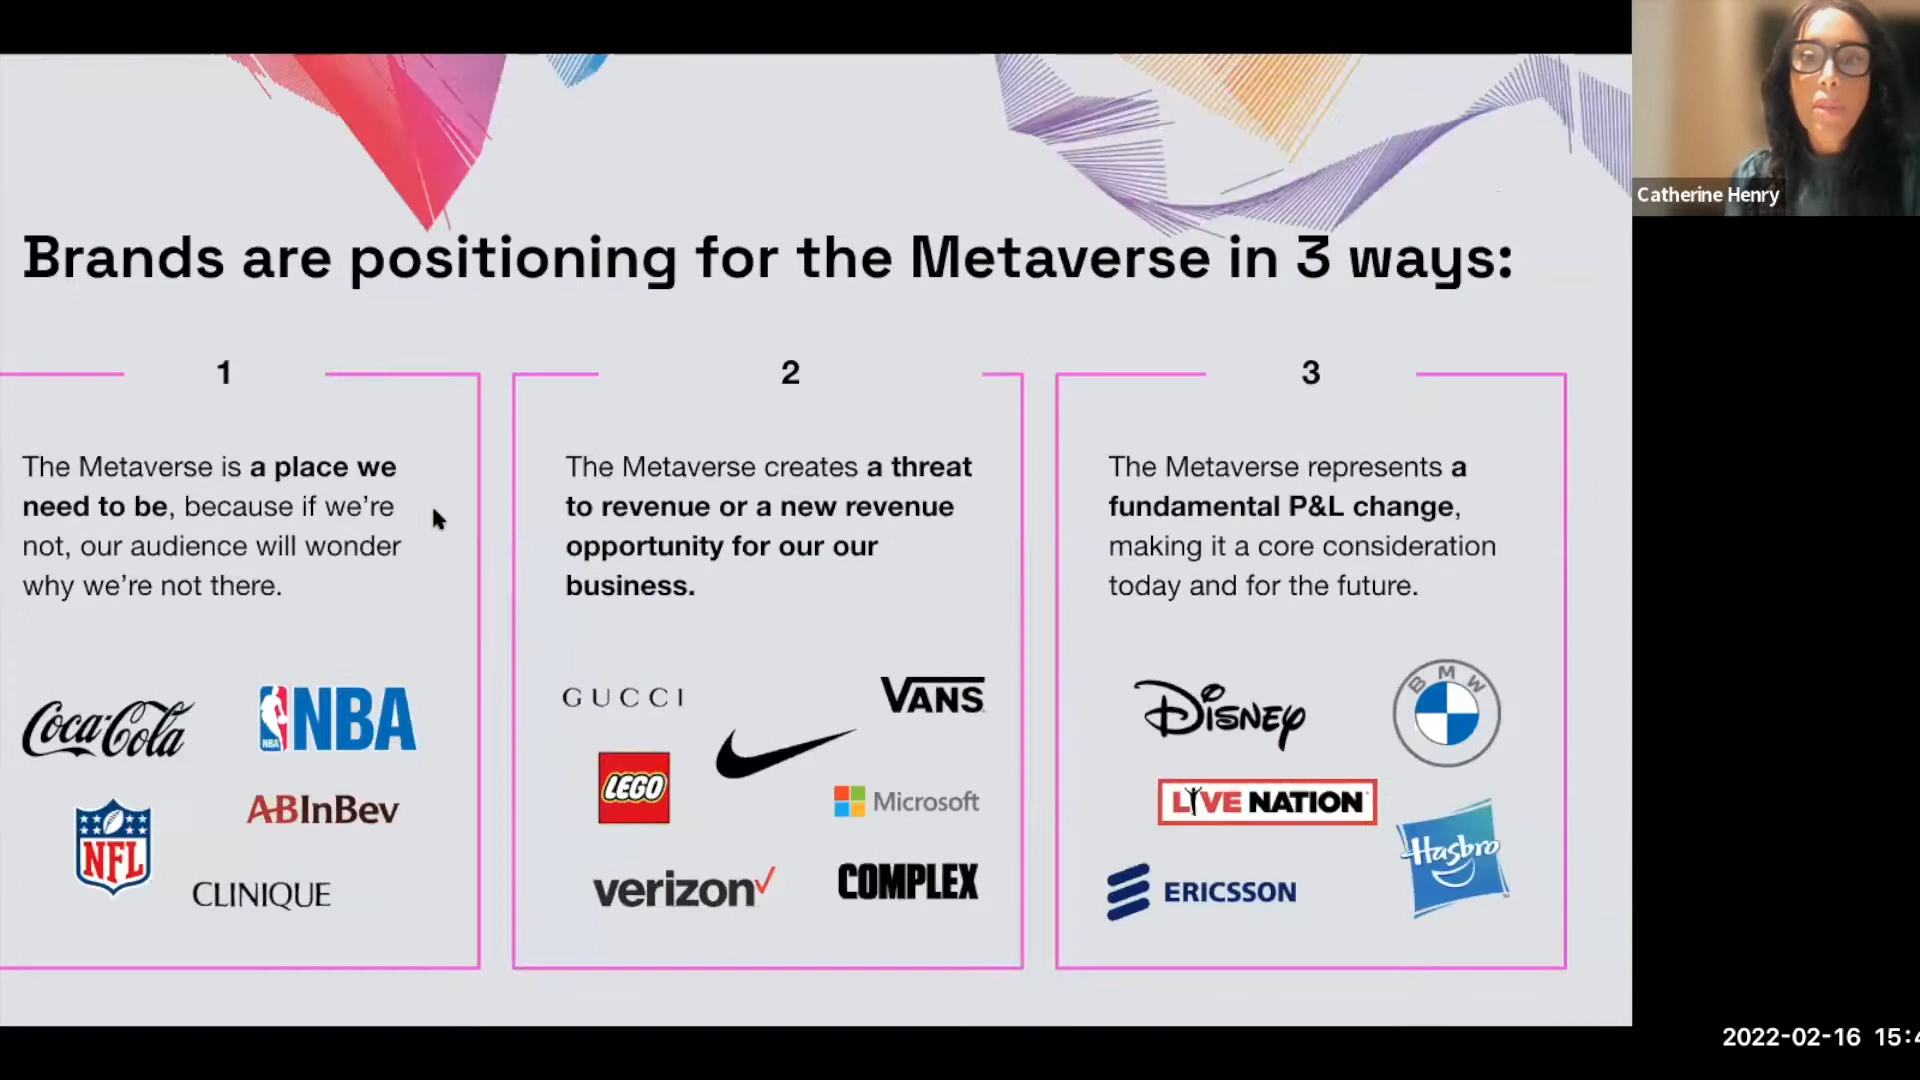 Catherine Henry
Brands are positioning for the Metaverse in 3 ways:
1
The Metaverse is a place we
need to be, because if we're
not, our audience will wonder
why we're not there.
Coca-Cola
NBA
NBA
ABInBev
NFL
CLINIQUE
2
The Metaverse creates a threat
to revenue or a new revenue
opportunity for our our
business.
GUCCI
VANS
LEGO
Microsoft
verizon
COMPLEX
3
The Metaverse represents a
fundamental P&L change,
making it a core consideration
today and for the future.
Disney
BMW
LIVE NATION
Hasbro
ERICSSON
2022-02-16 15:4